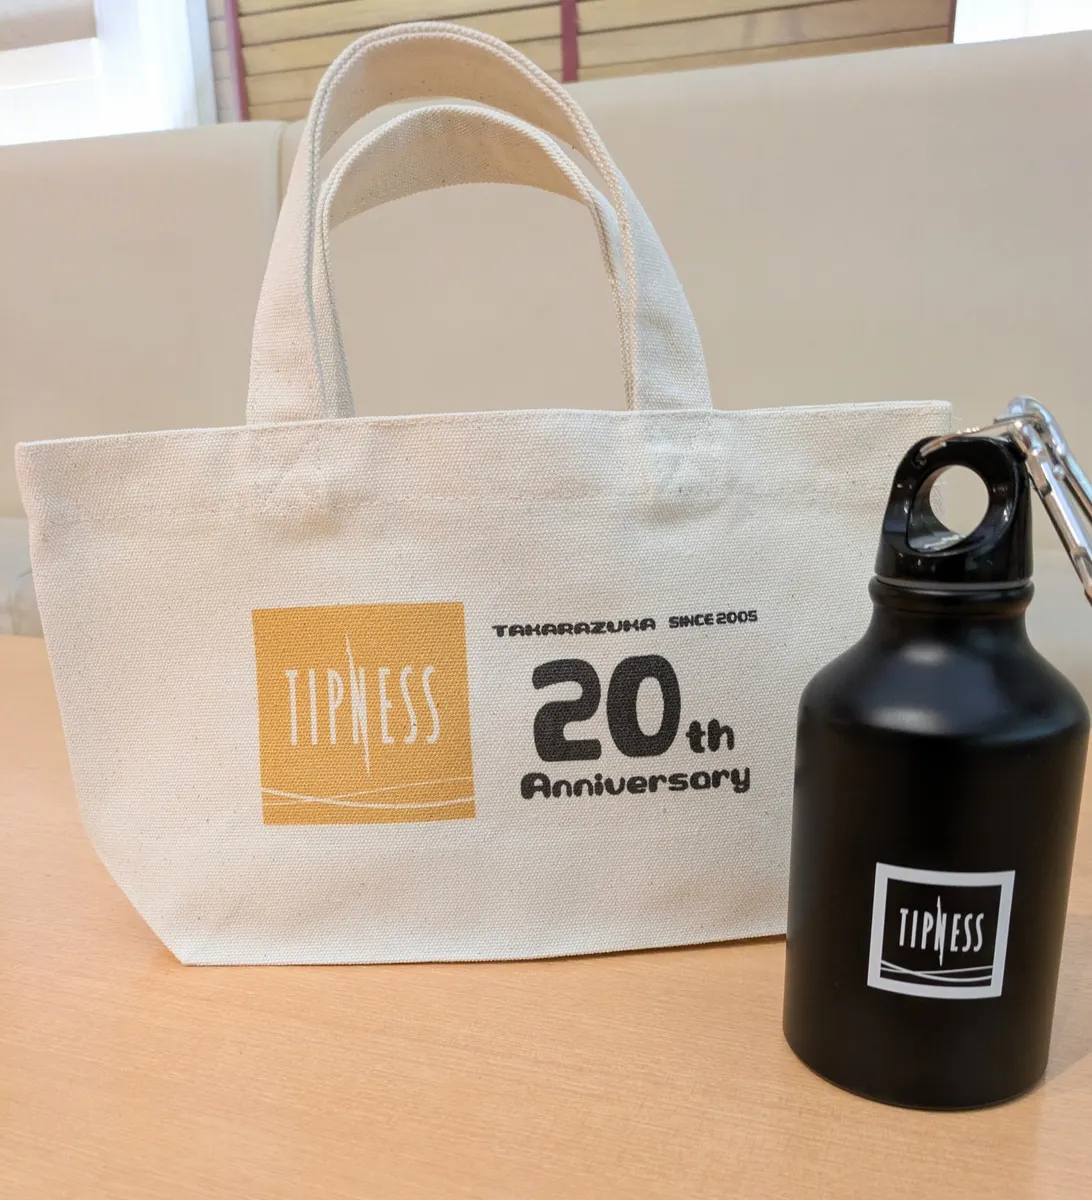 TIPNESS
TAKARAZUKA SINCE 2005
20th
Anniversary
TIPNESS